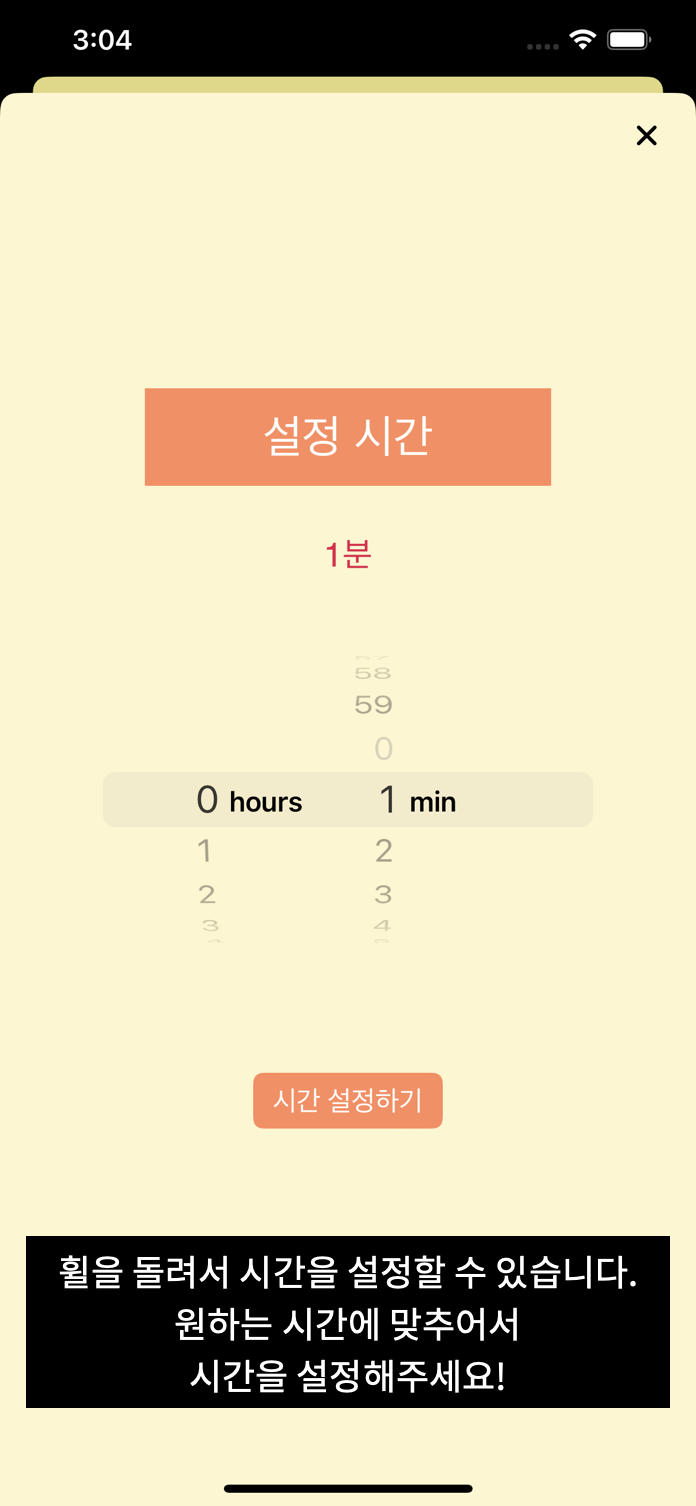 3:04
설정 시간
1분
58
59
0
0 hours 1 min
1 2
2 3
3 4
시간 설정하기
휠을 돌려서 시간을 설정할 수 있습니다.
원하는 시간에 맞추어서
시간을 설정해주세요!